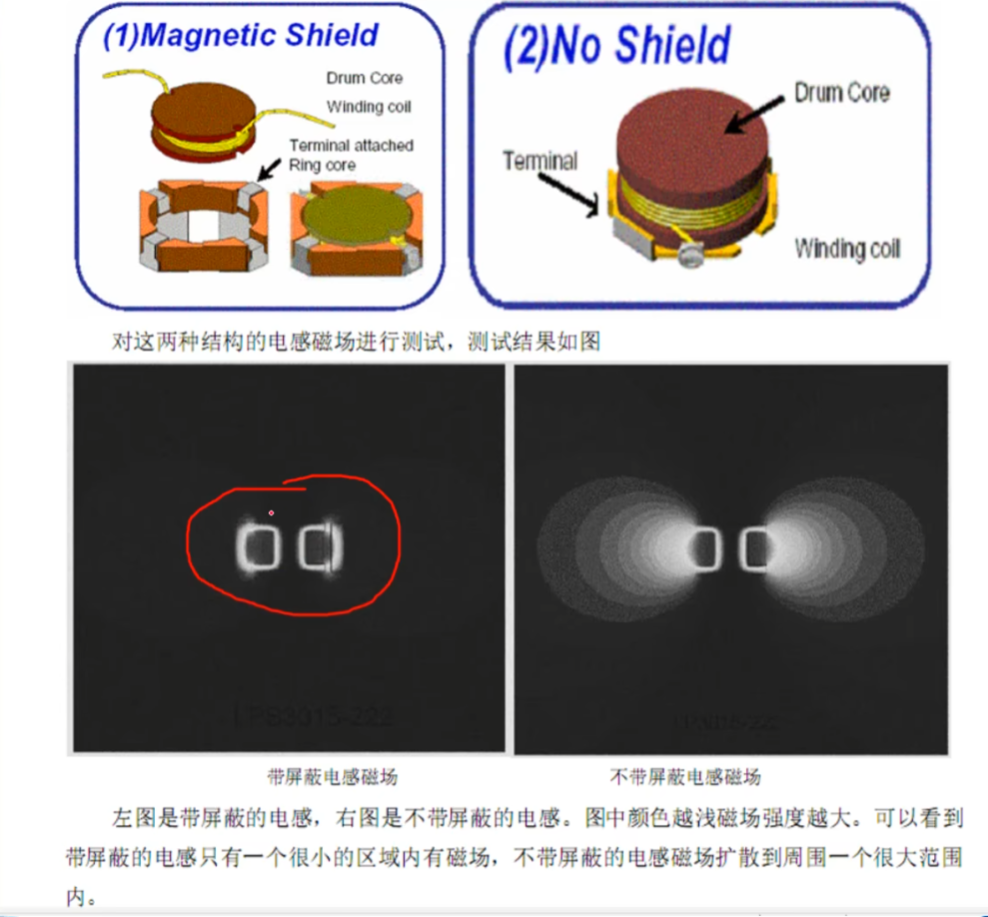 (1)Magnetic Shield
Drum Core
Winding coil
Terminal attached
Ring core
(2)No Shield
Drum Core
Terminal
Winding coil
对这两种结构的电感磁场进行测试，测试结果如图
LPS3015-222
带屏蔽电感磁场
不带屏蔽电感磁场
左图是带屏蔽的电感，右图是不带屏蔽的电感。图中颜色越浅磁场强度越大。可以看到
带屏蔽的电感只有一个很小的区域内有磁场，不带屏蔽的电感磁场扩散到周围一个很大范围
内。